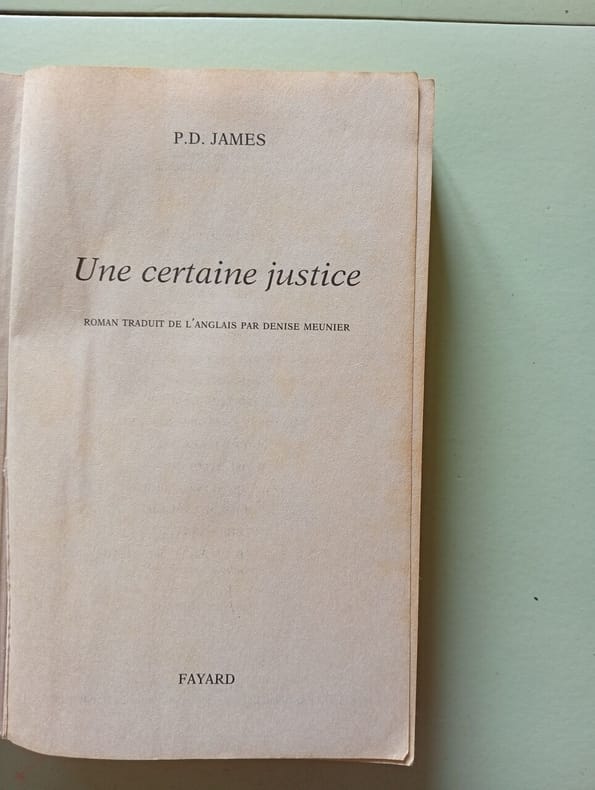 P.D. JAMES
Une certaine justice
ROMAN TRADUIT DE L'ANGLAIS PAR DENISE MEUNIER
FAYARD